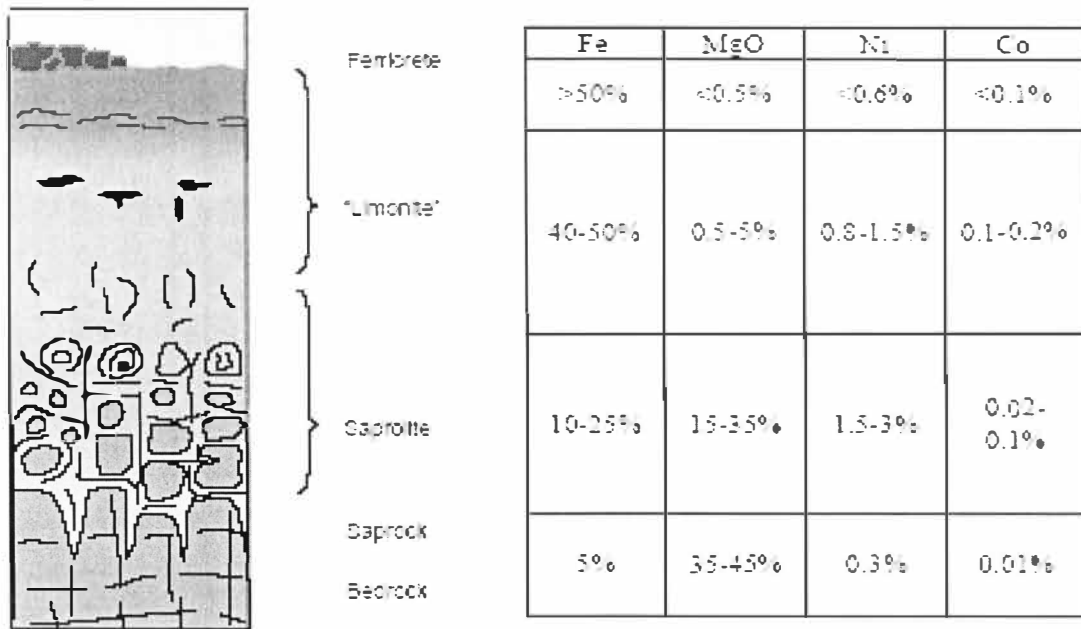 Ferricrete
"Limonite"
Saprolite
Saprock
Bedrock
Fe MgO Ni Co
>50% <0.5% <0.6% <0.1%
40-50% 0.5-5% 0.8-1.5% 0.1-0.2%
10-25% 15-35% 1.5-3% 0.02-
0.1%
5% 35-45% 0.3% 0.01%